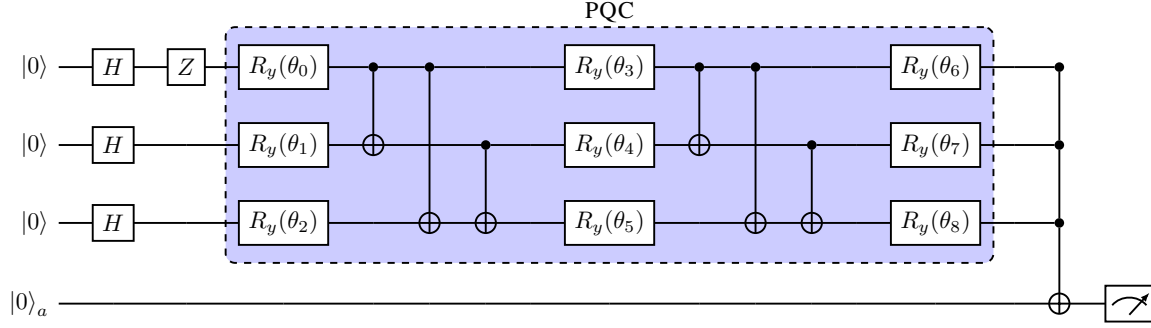 PQC
|0⟩ H Z R_y(θ_0) R_y(θ_3) R_y(θ_6)
|0⟩ H R_y(θ_1) R_y(θ_4) R_y(θ_7)
|0⟩ H R_y(θ_2) R_y(θ_5) R_y(θ_8)
|0⟩_a